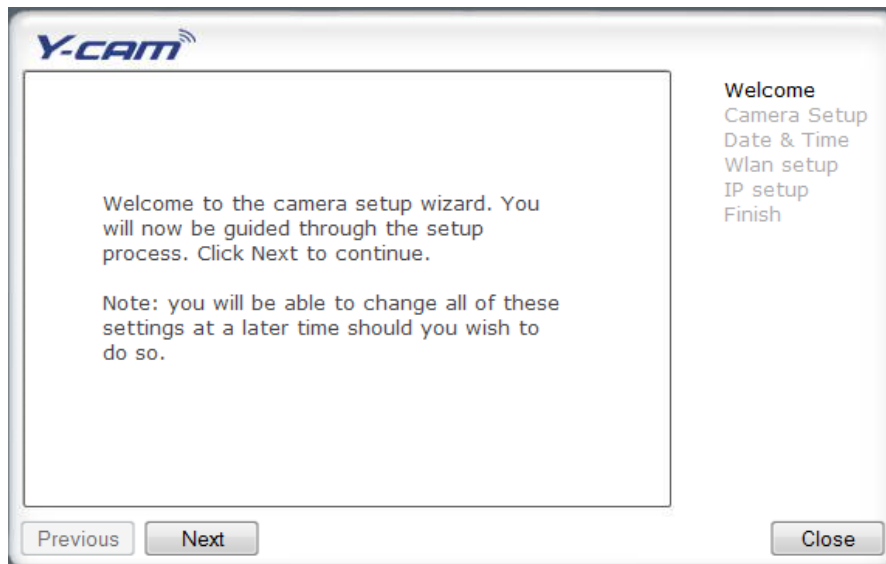 Y-cam
Welcome to the camera setup wizard. You
will now be guided through the setup
process. Click Next to continue.
Note: you will be able to change all of these
settings at a later time should you wish to
do so.
Welcome
Camera Setup
Date & Time
Wlan setup
IP setup
Finish
Previous
Next
Close